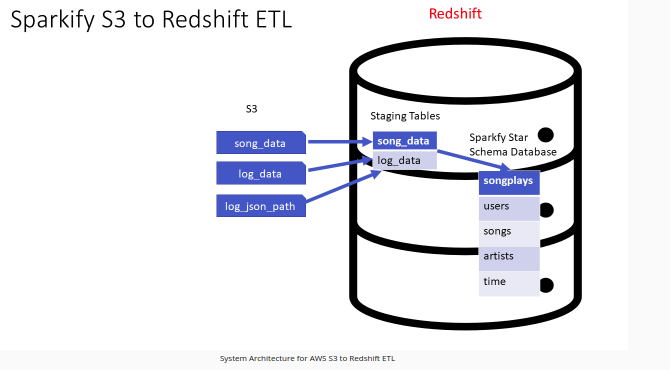 Sparkify S3 to Redshift ETL
Redshift
S3
Staging Tables
song_data
log_data
log_json_path
song_data
log_data
Sparkfy Star
Schema Database
songplays
users
songs
artists
time
System Architecture for AWS S3 to Redshift ETL